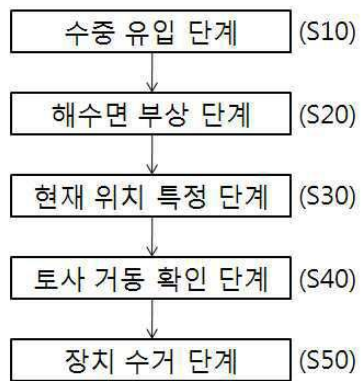 수중 유입 단계 (S10)
해수면 부상 단계 (S20)
현재 위치 특정 단계 (S30)
토사 거동 확인 단계 (S40)
장치 수거 단계 (S50)